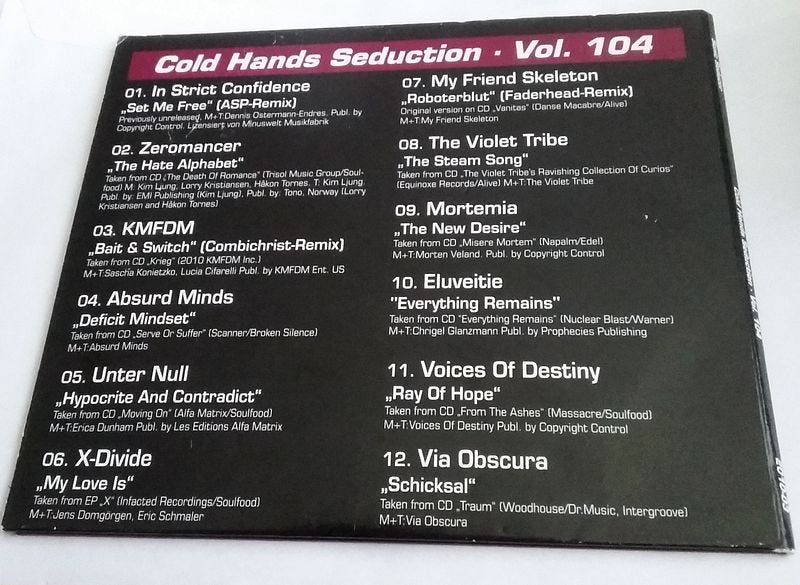 Cold Hands Seduction · Vol. 104
01. In Strict Confidence
„Set Me Free“ (ASP-Remix)
Previously unreleased, M+T:Dennis Ostermann-Endres. Publ. by
Copyright Control. Lizensiert von Minuswelt Musikfabrik
02. Zeromancer
„The Hate Alphabet“
Taken from CD „The Death Of Romance“ (Trisol Music Group/Soul-
food) M: Kim Ljung, Lorry Kristiansen, Håkon Tornes. T: Kim Ljung
Publ. by: EMI Publishing (Kim Ljung), Publ. by: Tono, Norway (Lorry
Kristiansen and Håkon Tornes)
03. KMFDM
„Bait & Switch“ (Combichrist-Remix)
Taken from CD „Krieg“ (2010 KMFDM Inc.)
M+T:Sascha Konietzko, Lucia Cifarelli Publ. by KMFDM Ent. US
04. Absurd Minds
„Deficit Mindset“
Taken from CD „Serve Or Suffer“ (Scanner/Broken Silence)
M+T:Absurd Minds
05. Unter Null
„Hypocrite And Contradict“
Taken from CD „Moving On“ (Alfa Matrix/Soulfood)
M+T:Erica Dunham Publ. by Les Editions Alfa Matrix
06. X-Divide
„My Love Is“
Taken from EP „X“ (Infacted Recordings/Soulfood)
M+T:Jens Domgörgen, Eric Schmaler
07. My Friend Skeleton
„Roboterblut“ (Faderhead-Remix)
Original version on CD „Vanitas“ (Danse Macabre/Alive)
M+T:My Friend Skeleton
08. The Violet Tribe
„The Steam Song“
Taken from CD „The Violet Tribe's Ravishing Collection Of Curios“
(Equinoxe Records/Alive) M+T:The Violet Tribe
09. Mortemia
„The New Desire“
Taken from CD „Misere Mortem“ (Napalm/Edel)
M+T:Morten Veland. Publ. by Copyright Control
10. Eluveitie
"Everything Remains"
Taken from CD "Everything Remains" (Nuclear Blast/Warner)
M+T:Chrigel Glanzmann Publ. by Prophecies Publishing
11. Voices Of Destiny
„Ray Of Hope“
Taken from CD „From The Ashes“ (Massacre/Soulfood)
M+T:Voices Of Destiny Publ. by Copyright Control
12. Via Obscura
„Schicksal“
Taken from CD „Traum“ (Woodhouse/Dr.Music, Intergroove)
M+T:Via Obscura